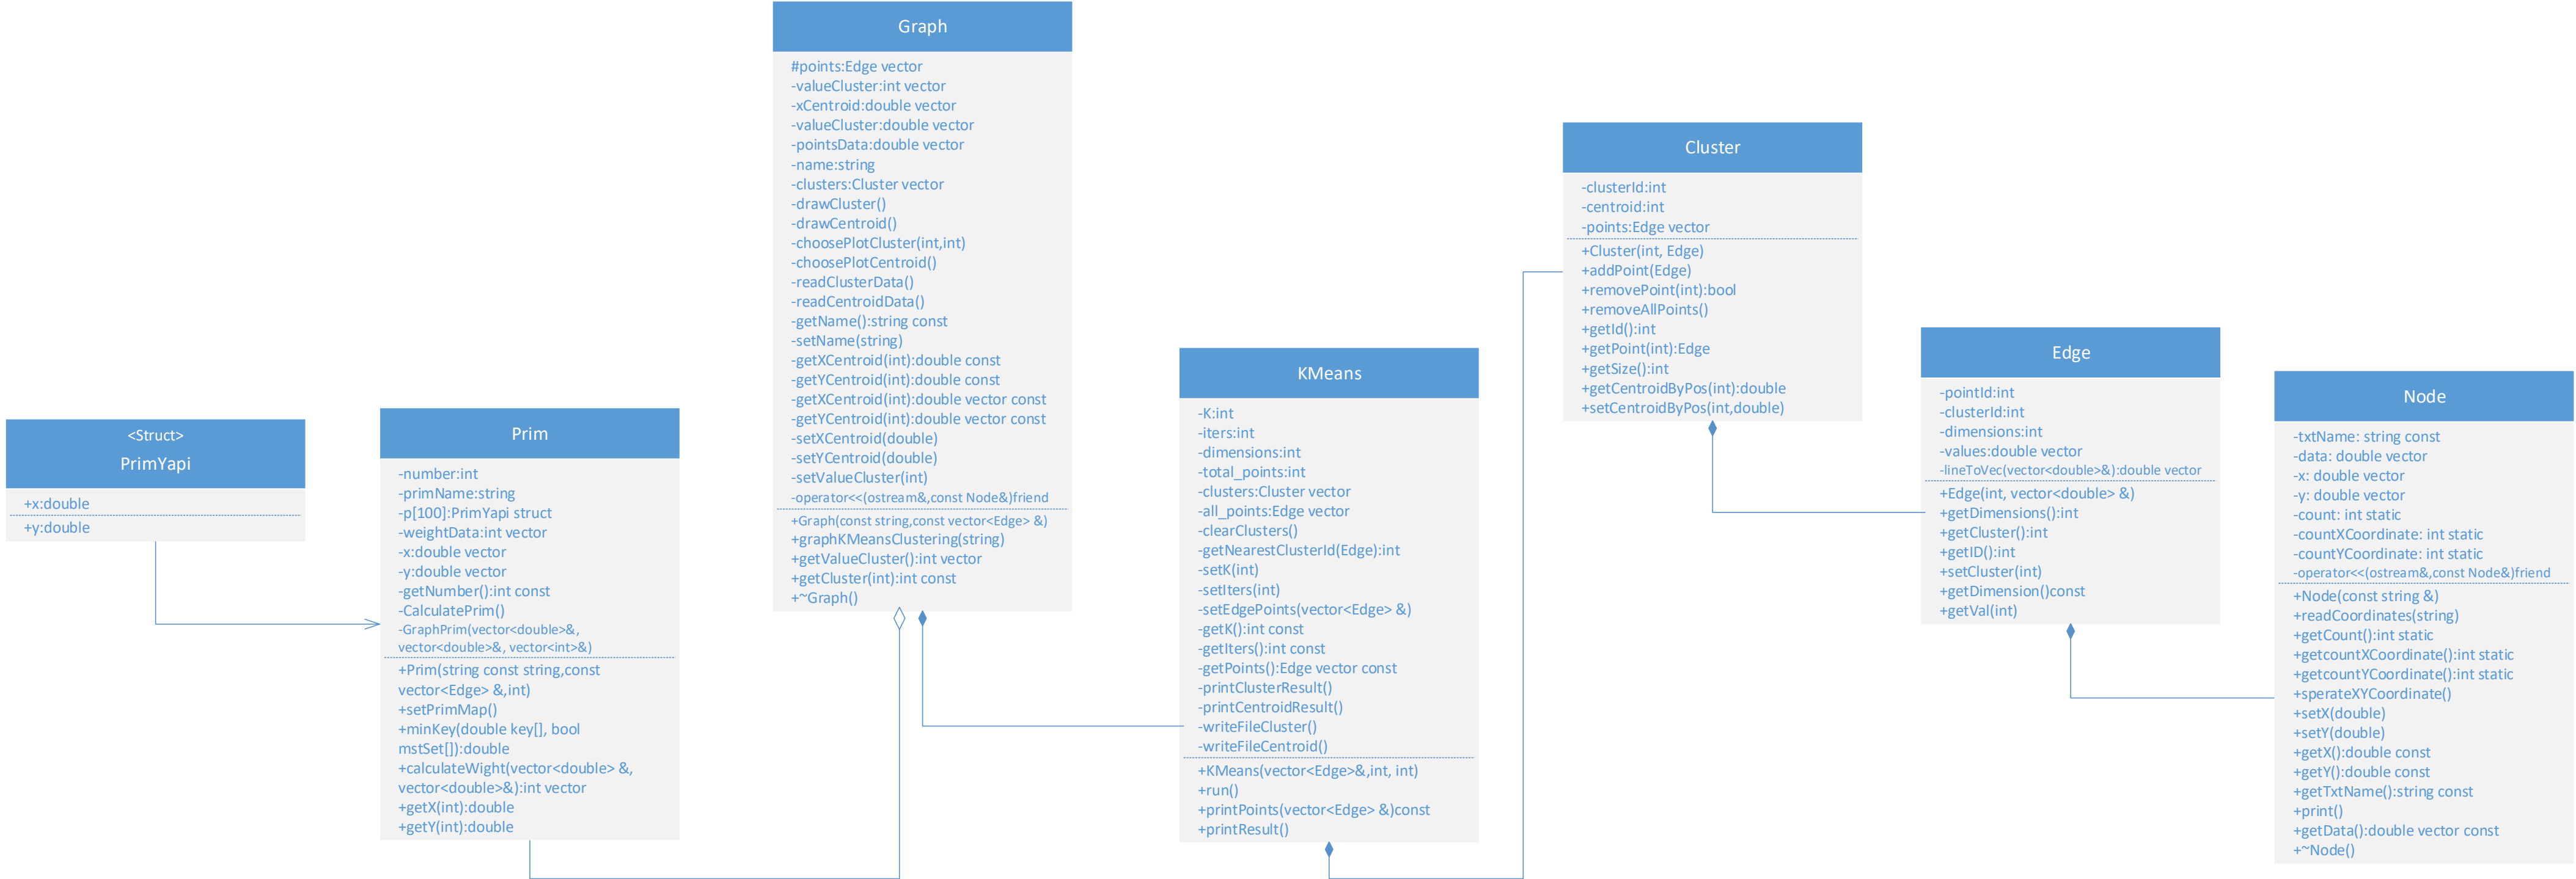 <Struct>
PrimYapi
+x:double
+y:double
Prim
-number:int
-primName:string
-p[100]:PrimYapi struct
-weightData:int vector
-x:double vector
-y:double vector
-getNumber():int const
-CalculatePrim()
-GraphPrim(vector<double>&,
vector<double>&, vector<int>&)
+Prim(string const string,const
vector<Edge> &,int)
+setPrimMap()
+minKey(double key[], bool
mstSet[]):double
+calculateWight(vector<double> &,
vector<double>&):int vector
+getX(int):double
+getY(int):double
Graph
#points:Edge vector
-valueCluster:int vector
-xCentroid:double vector
-valueCluster:double vector
-pointsData:double vector
-name:string
-clusters:Cluster vector
-drawCluster()
-drawCentroid()
-choosePlotCluster(int,int)
-choosePlotCentroid()
-readClusterData()
-readCentroidData()
-getName():string const
-setName(string)
-getXCentroid(int):double const
-getYCentroid(int):double const
-getXCentroid(int):double vector const
-getYCentroid(int):double vector const
-setXCentroid(double)
-setYCentroid(double)
-setValueCluster(int)
-operator<<(ostream&,const Node&)friend
+Graph(const string,const vector<Edge> &)
+graphKMeansClustering(string)
+getValueCluster():int vector
+getCluster(int):int const
+~Graph()
KMeans
-K:int
-iters:int
-dimensions:int
-total_points:int
-clusters:Cluster vector
-all_points:Edge vector
-clearClusters()
-getNearestClusterId(Edge):int
-setK(int)
-setIters(int)
-setEdgePoints(vector<Edge> &)
-getK():int const
-getIters():int const
-getPoints():Edge vector const
-printClusterResult()
-printCentroidResult()
-writeFileCluster()
-writeFileCentroid()
+KMeans(vector<Edge>&,int, int)
+run()
+printPoints(vector<Edge> &)const
+printResult()
Cluster
-clusterId:int
-centroid:int
-points:Edge vector
+Cluster(int, Edge)
+addPoint(Edge)
+removePoint(int):bool
+removeAllPoints()
+getId():int
+getPoint(int):Edge
+getSize():int
+getCentroidByPos(int):double
+setCentroidByPos(int,double)
Edge
-pointId:int
-clusterId:int
-dimensions:int
-values:double vector
-lineToVec(vector<double>&):double vector
+Edge(int, vector<double> &)
+getDimensions():int
+getCluster():int
+getID():int
+setCluster(int)
+getDimension()const
+getVal(int)
Node
-txtName: string const
-data: double vector
-x: double vector
-y: double vector
-count: int static
-countXCoordinate: int static
-countYCoordinate: int static
-operator<<(ostream&,const Node&)friend
+Node(const string &)
+readCoordinates(string)
+getCount():int static
+getcountXCoordinate():int static
+getcountYCoordinate():int static
+sperateXYCoordinate()
+setX(double)
+setY(double)
+getX():double const
+getY():double const
+getTxtName():string const
+print()
+getData():double vector const
+~Node()